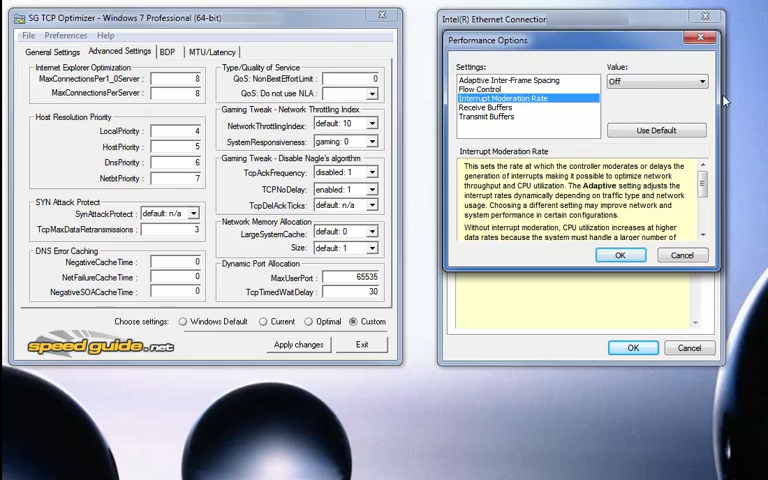 SG TCP Optimizer - Windows 7 Professional (64-bit)
File Preferences Help
General Settings Advanced Settings BDP MTU/Latency
Internet Explorer Optimization
MaxConnectionsPer1_0Server : 8
MaxConnectionsPerServer : 8
Host Resolution Priority
LocalPriority : 4
HostPriority : 5
DnsPriority : 6
NetbtPriority : 7
SYN Attack Protect
SynAttackProtect : default: n/a
TcpMaxDataRetransmissions : 3
DNS Error Caching
NegativeCacheTime : 0
NetFailureCacheTime : 0
NegativeSOACacheTime : 0
Type/Quality of Service
QoS: NonBestEffortLimit : 0
QoS: Do not use NLA :
Gaming Tweak - Network Throttling Index
NetworkThrottlingIndex: default: 10
SystemResponsiveness: gaming: 0
Gaming Tweak - Disable Nagle's algorithm
TcpAckFrequency: disabled: 1
TCPNoDelay: enabled: 1
TcpDelAckTicks: default: n/a
Network Memory Allocation
LargeSystemCache: default: 0
Size: default: 1
Dynamic Port Allocation
MaxUserPort : 65535
TcpTimedWaitDelay : 30
Choose settings: Windows Default Current Optimal Custom
speedguide.net
Apply changes Exit
Intel(R) Ethernet Connection
Performance Options
Settings:
Adaptive Inter-Frame Spacing
Flow Control
Interrupt Moderation Rate
Receive Buffers
Transmit Buffers
Value:
Off
Use Default
Interrupt Moderation Rate
This sets the rate at which the controller moderates or delays the
generation of interrupts making it possible to optimize network
throughput and CPU utilization. The Adaptive setting adjusts the
interrupt rates dynamically depending on traffic type and network
usage. Choosing a different setting may improve network and
system performance in certain configurations.
Without interrupt moderation, CPU utilization increases at higher
data rates because the system must handle a larger number of
OK Cancel
OK Cancel